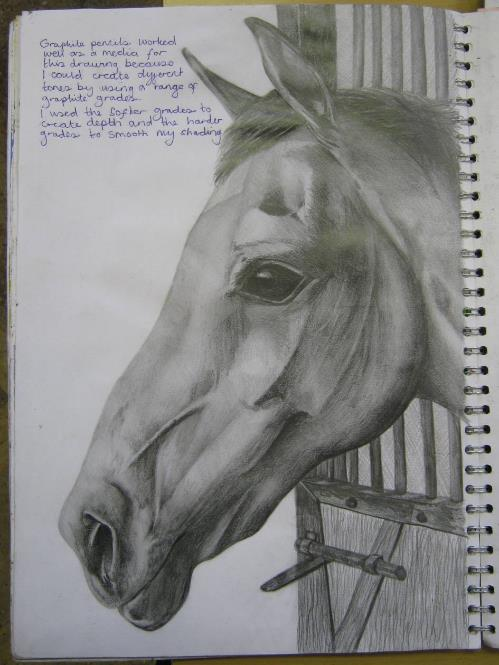 Graphite pencils worked
well as a media for
this drawing because
I could create different
tones by using a range of
graphite grades.
I used the softer grades to
create depth and the harder
grades to smooth my shading